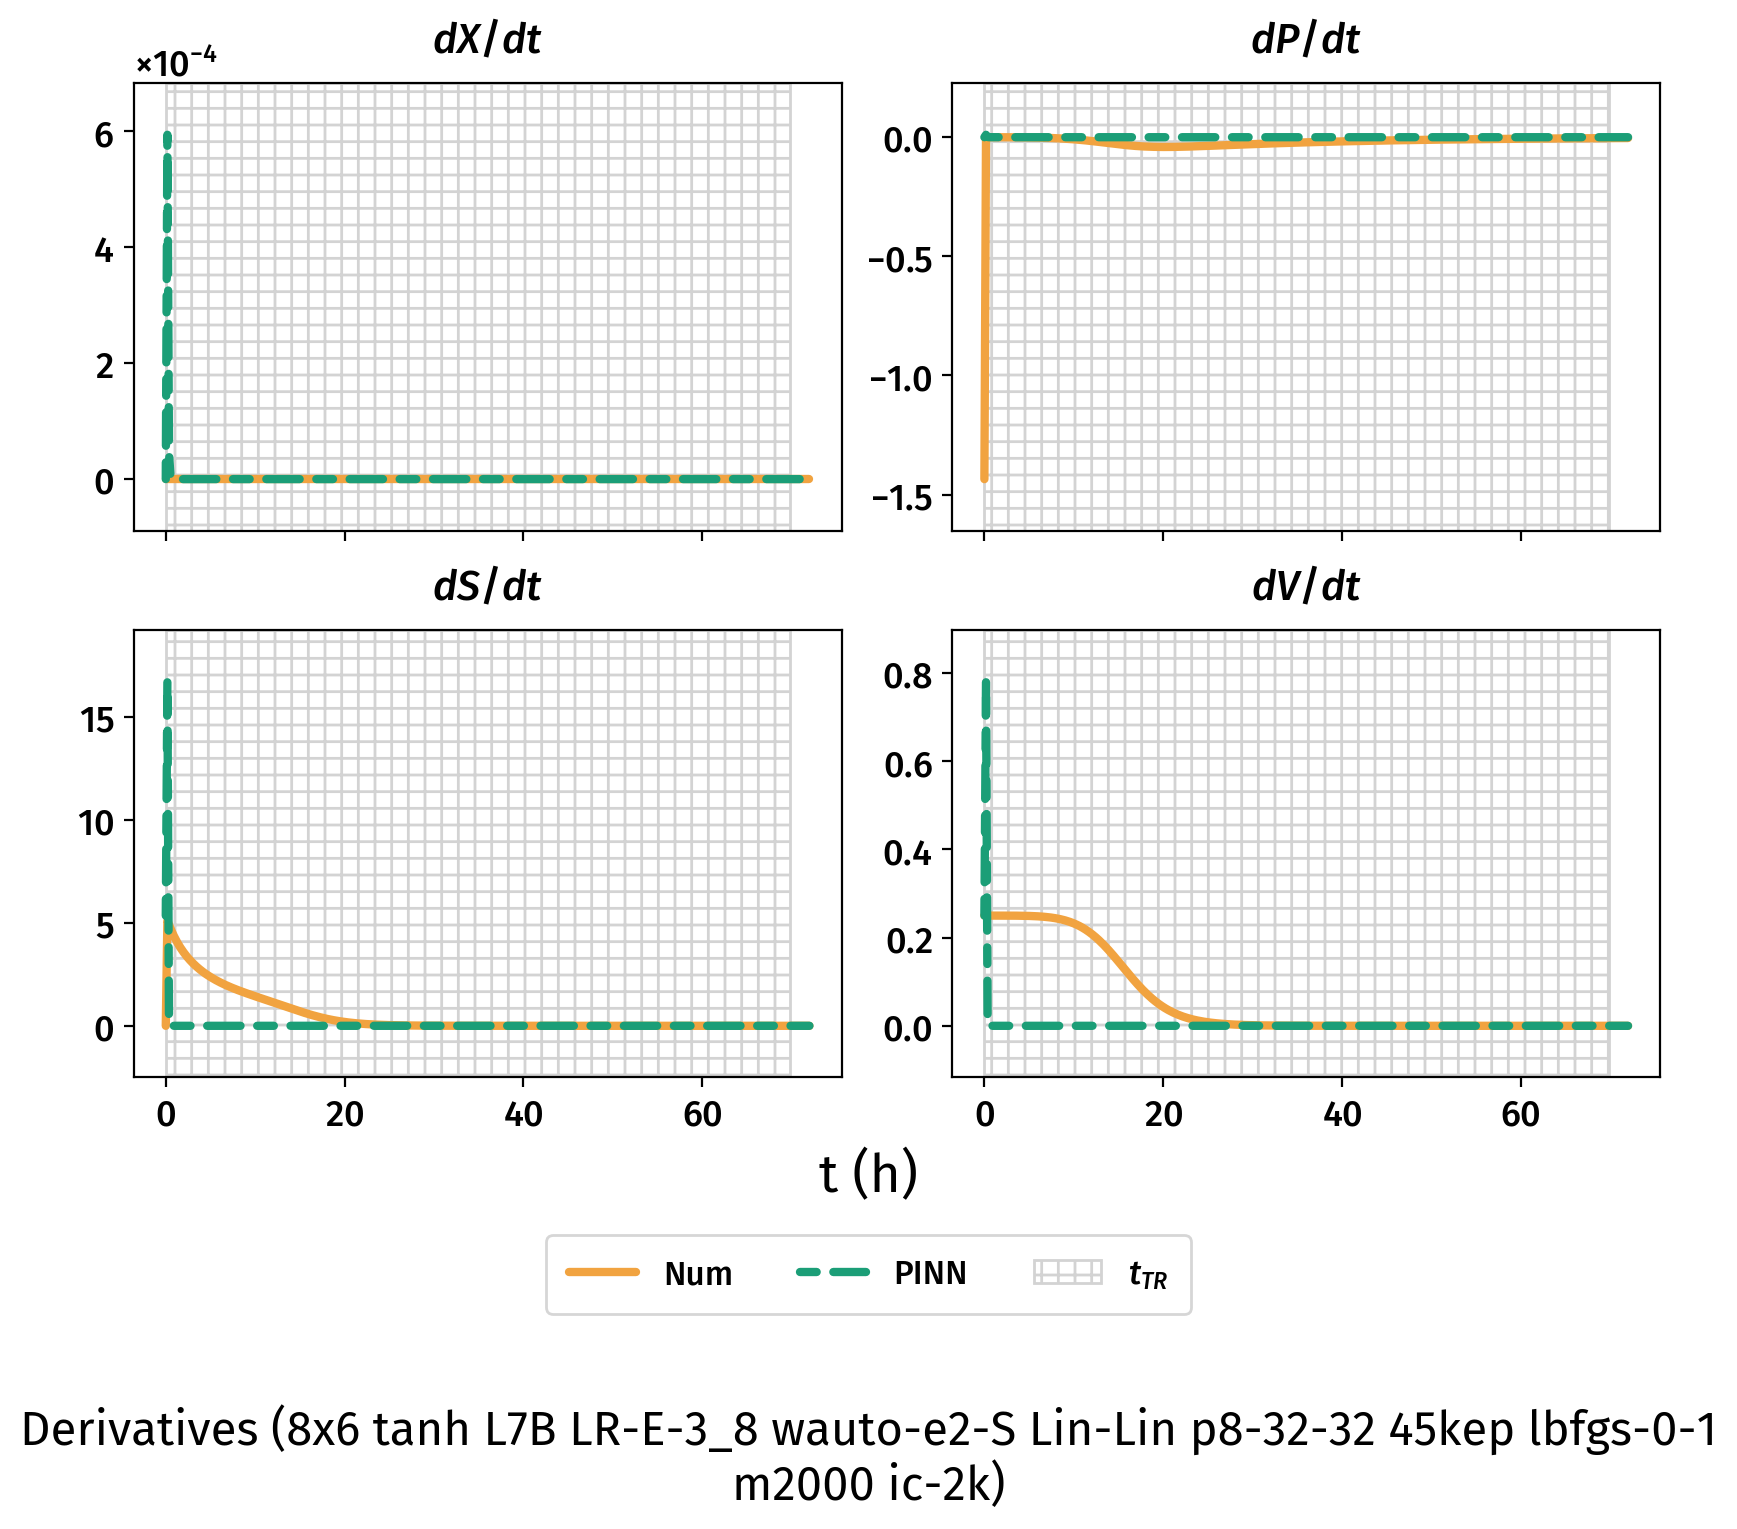 dX/dt
×10⁻⁴
6
4
2
0
dP/dt
0.0
−0.5
−1.0
−1.5
dS/dt
15
10
5
0
0 20 40 60
dV/dt
0.8
0.6
0.4
0.2
0.0
0 20 40 60
t (h)
Num PINN t_TR
Derivatives (8x6 tanh L7B LR-E-3_8 wauto-e2-S Lin-Lin p8-32-32 45kep lbfgs-0-1
m2000 ic-2k)